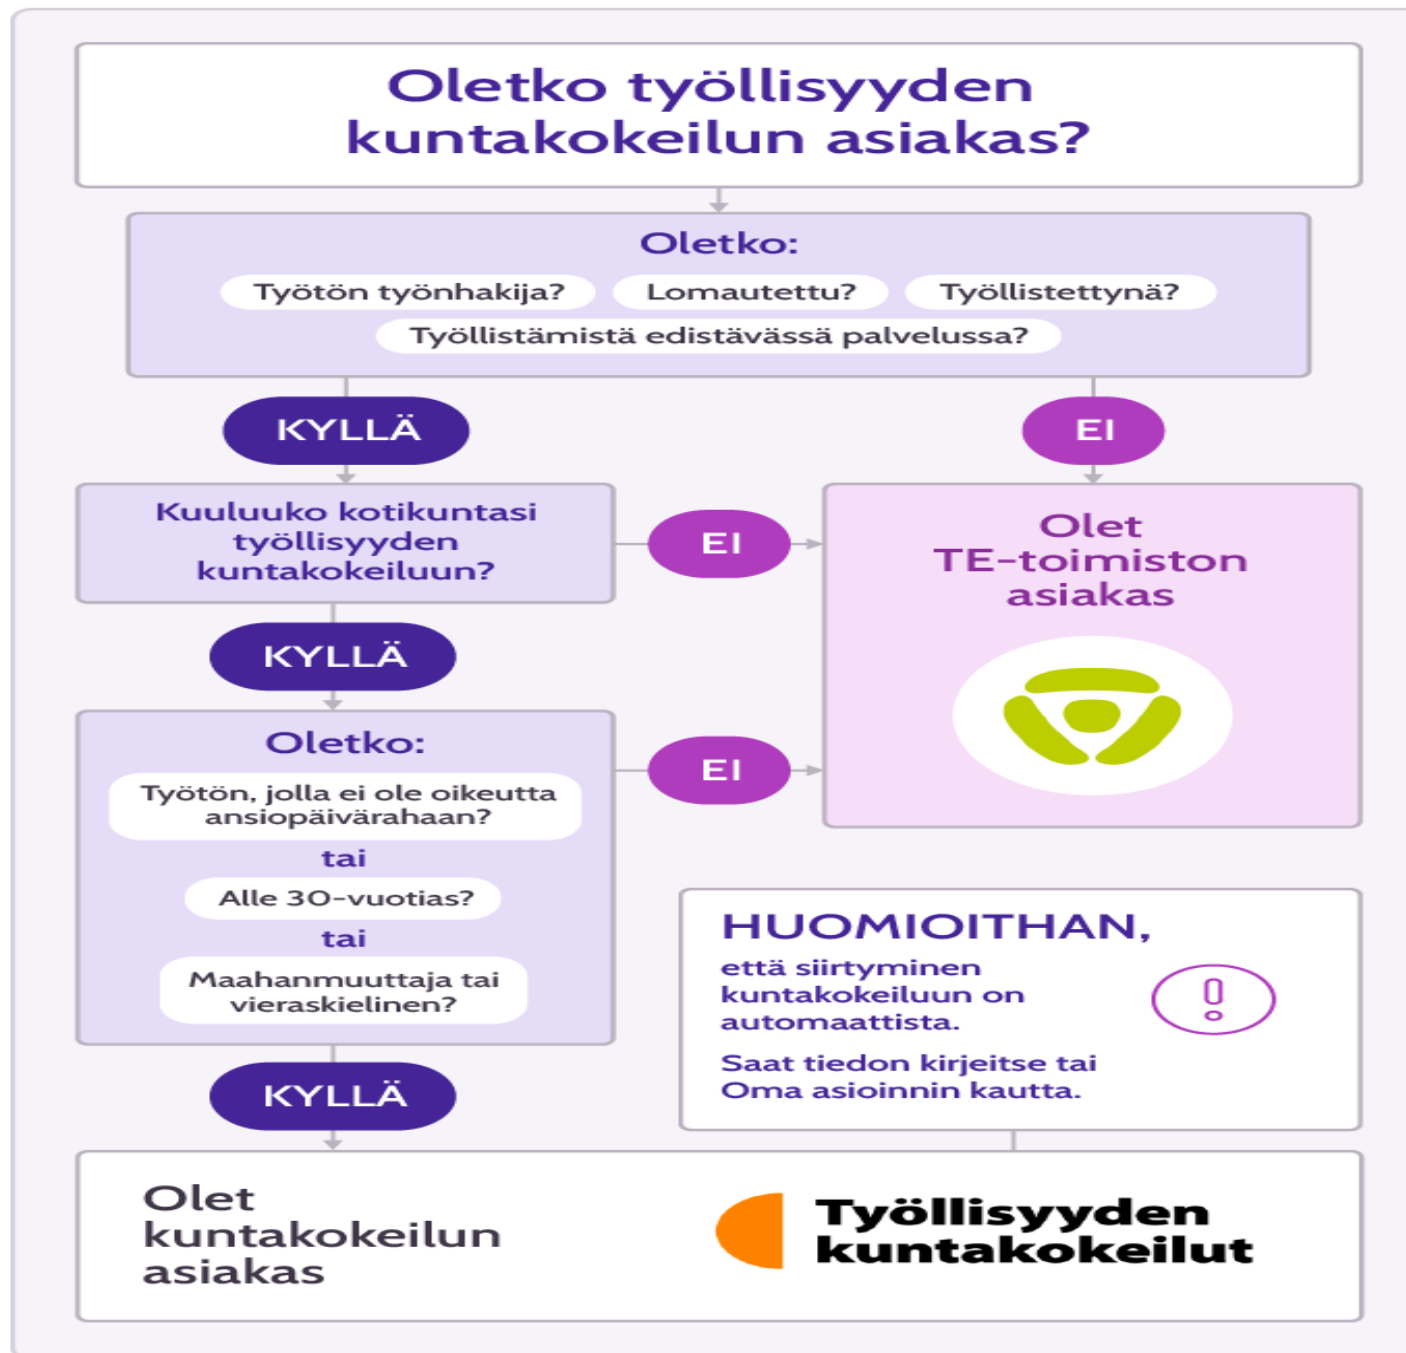 Oletko työllisyyden
kuntakokeilun asiakas?
Oletko:
Työtön työnhakija?
Lomautettu?
Työllistettynä?
Työllistämistä edistävässä palvelussa?
KYLLÄ
EI
Kuuluuko kotikuntasi
työllisyyden
kuntakokeiluun?
EI
Olet
TE-toimiston
asiakas
KYLLÄ
Oletko:
Työtön, jolla ei ole oikeutta
ansiopäivärahaan?
tai
Alle 30-vuotias?
tai
Maahanmuuttaja tai
vieraskielinen?
EI
HUOMIOITHAN,
että siirtyminen
kuntakokeiluun on
automaattista.
Saat tiedon kirjeitse tai
Oma asioinnin kautta.
KYLLÄ
Olet
kuntakokeilun
asiakas
Työllisyyden
kuntakokeilut